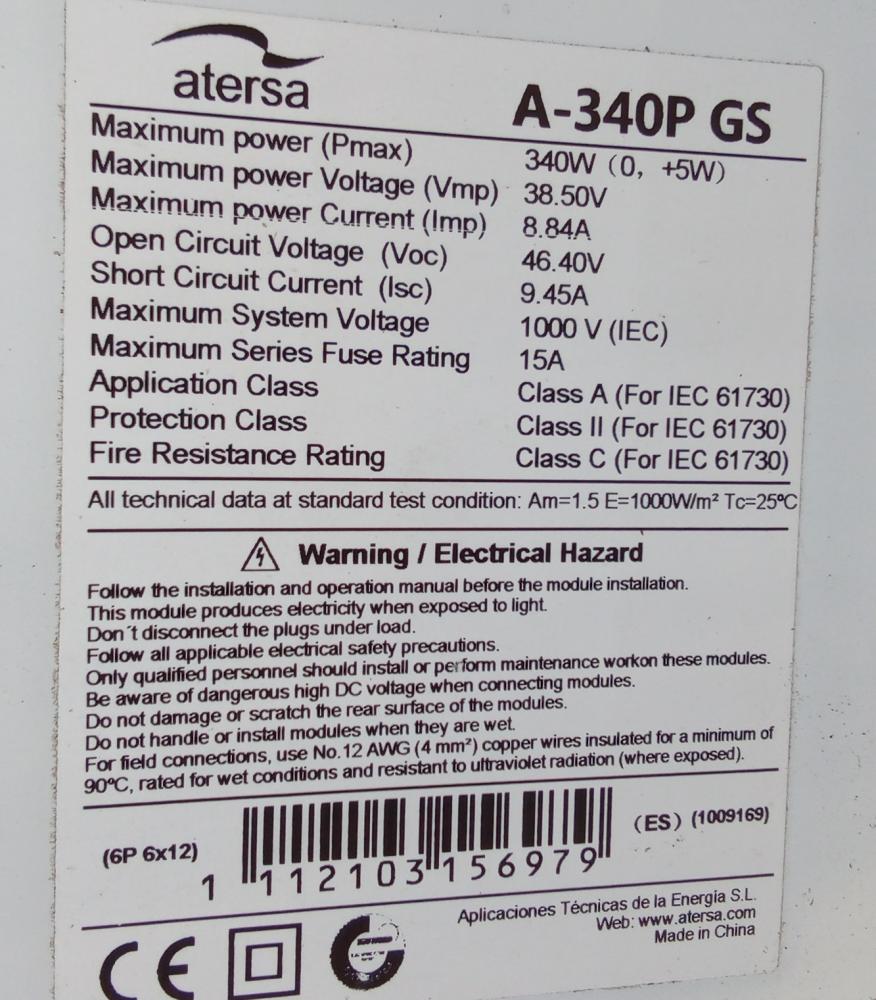 atersa
A-340P GS
Maximum power (Pmax) 340W (0, +5W)
Maximum power Voltage (Vmp) 38.50V
Maximum power Current (Imp) 8.84A
Open Circuit Voltage (Voc) 46.40V
Short Circuit Current (Isc) 9.45A
Maximum System Voltage 1000 V (IEC)
Maximum Series Fuse Rating 15A
Application Class Class A (For IEC 61730)
Protection Class Class II (For IEC 61730)
Fire Resistance Rating Class C (For IEC 61730)
All technical data at standard test condition: Am=1.5 E=1000W/m² Tc=25ºC
Warning / Electrical Hazard
Follow the installation and operation manual before the module installation.
This module produces electricity when exposed to light.
Don´t disconnect the plugs under load.
Follow all applicable electrical safety precautions.
Only qualified personnel should install or perform maintenance workon these modules.
Be aware of dangerous high DC voltage when connecting modules.
Do not damage or scratch the rear surface of the modules.
Do not handle or install modules when they are wet.
For field connections, use No.12 AWG (4 mm²) copper wires insulated for a minimum of
90ºC, rated for wet conditions and resistant to ultraviolet radiation (where exposed).
(6P 6x12)
(ES) (1009169)
1 112103 156979
Aplicaciones Técnicas de la Energía S.L.
Web: www.atersa.com
Made in China
CE